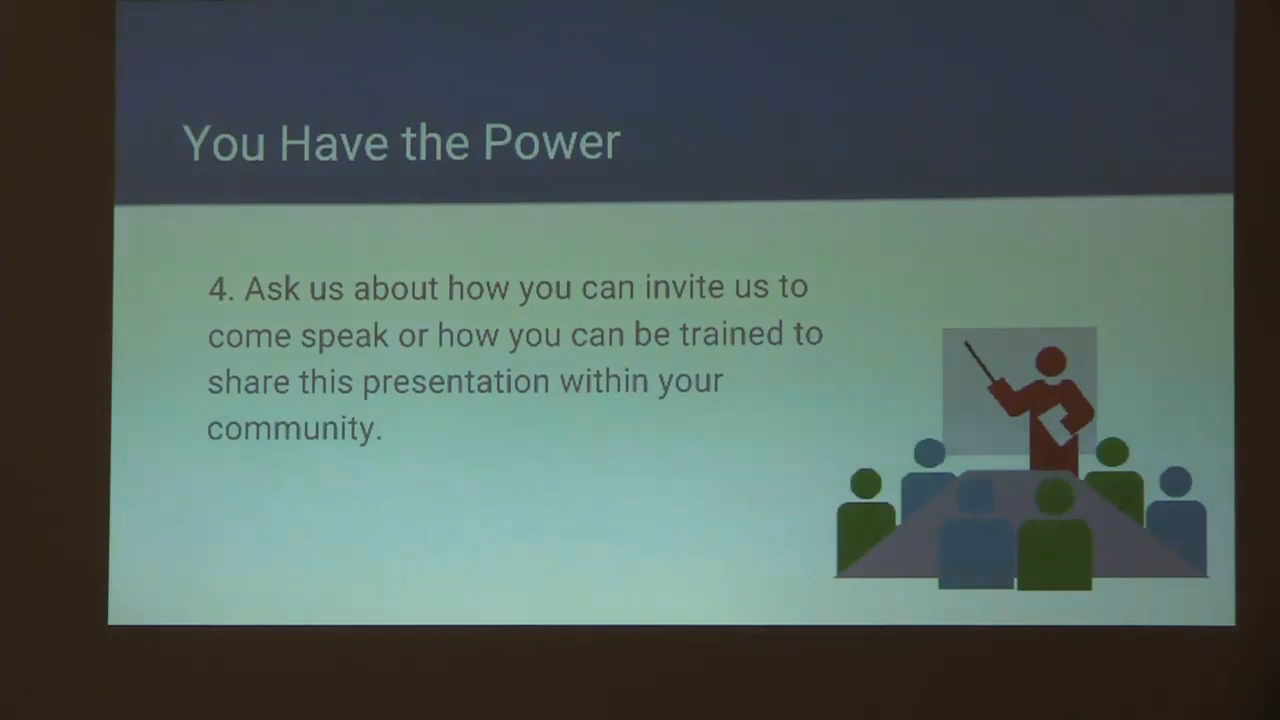 You Have the Power
4. Ask us about how you can invite us to
come speak or how you can be trained to
share this presentation within your
community.